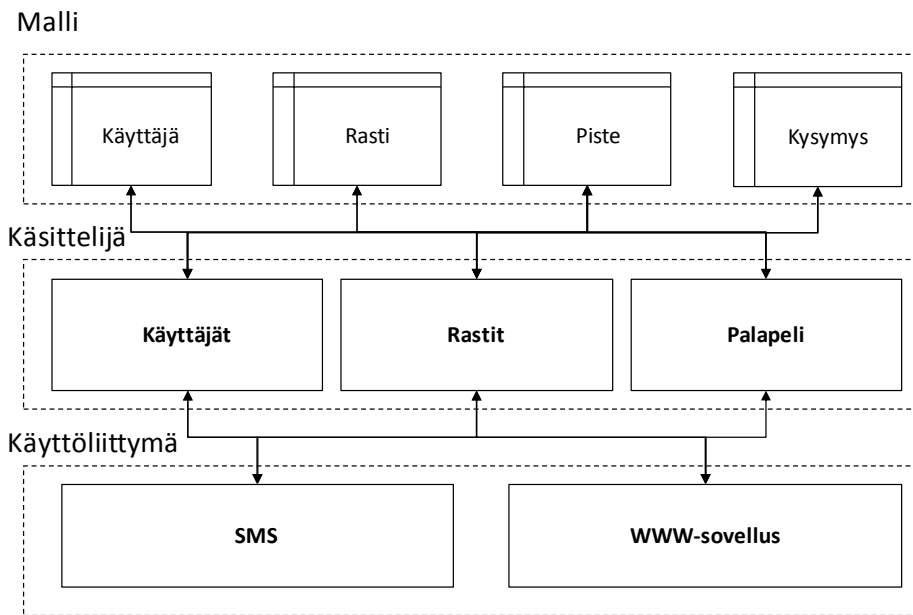 Malli
Käyttäjä
Rasti
Piste
Kysymys
Käsittelijä
Käyttäjät
Rastit
Palapeli
Käyttöliittymä
SMS
WWW-sovellus